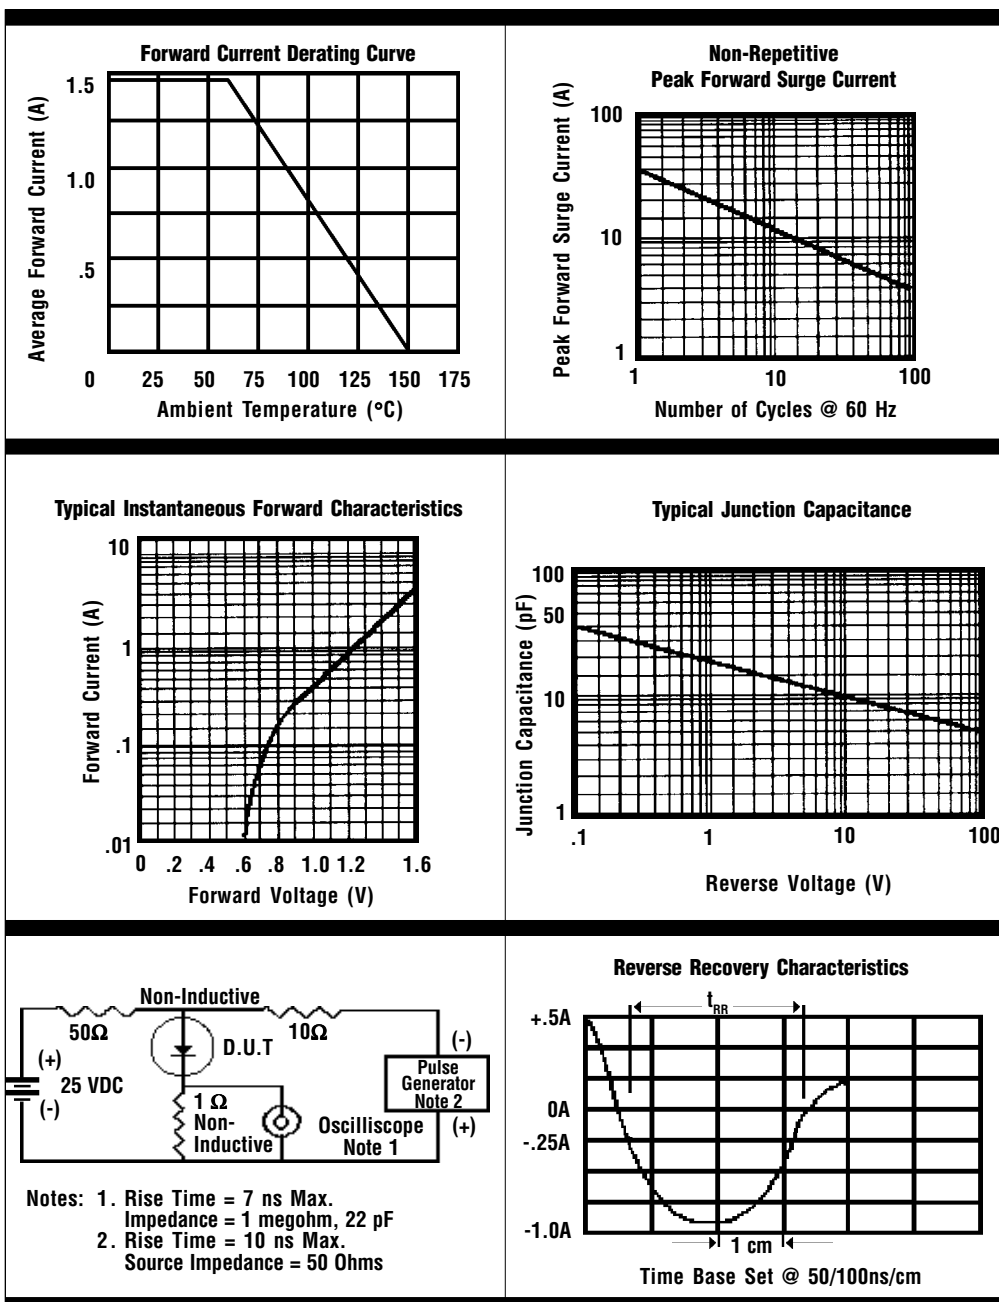 Forward Current Derating Curve
Average Forward Current (A)
1.5
1.0
.5
0 25 50 75 100 125 150 175
Ambient Temperature (°C)
Non-Repetitive
Peak Forward Surge Current
Peak Forward Surge Current (A)
100
10
1
1 10 100
Number of Cycles @ 60 Hz
Typical Instantaneous Forward Characteristics
Forward Current (A)
10
1
.1
.01
0 .2 .4 .6 .8 1.0 1.2 1.6
Forward Voltage (V)
Typical Junction Capacitance
Junction Capacitance (pF)
100
50
10
1
.1 1 10 100
Reverse Voltage (V)
Non-Inductive
50Ω 10Ω
D.U.T
(+)
25 VDC
(-)
1 Ω
Non-
Inductive
Oscilliscope
Note 1
(-)
Pulse
Generator
Note 2
(+)
Notes: 1. Rise Time = 7 ns Max.
Impedance = 1 megohm, 22 pF
2. Rise Time = 10 ns Max.
Source Impedance = 50 Ohms
Reverse Recovery Characteristics
tRR
+.5A
0A
-.25A
-1.0A
1 cm
Time Base Set @ 50/100ns/cm